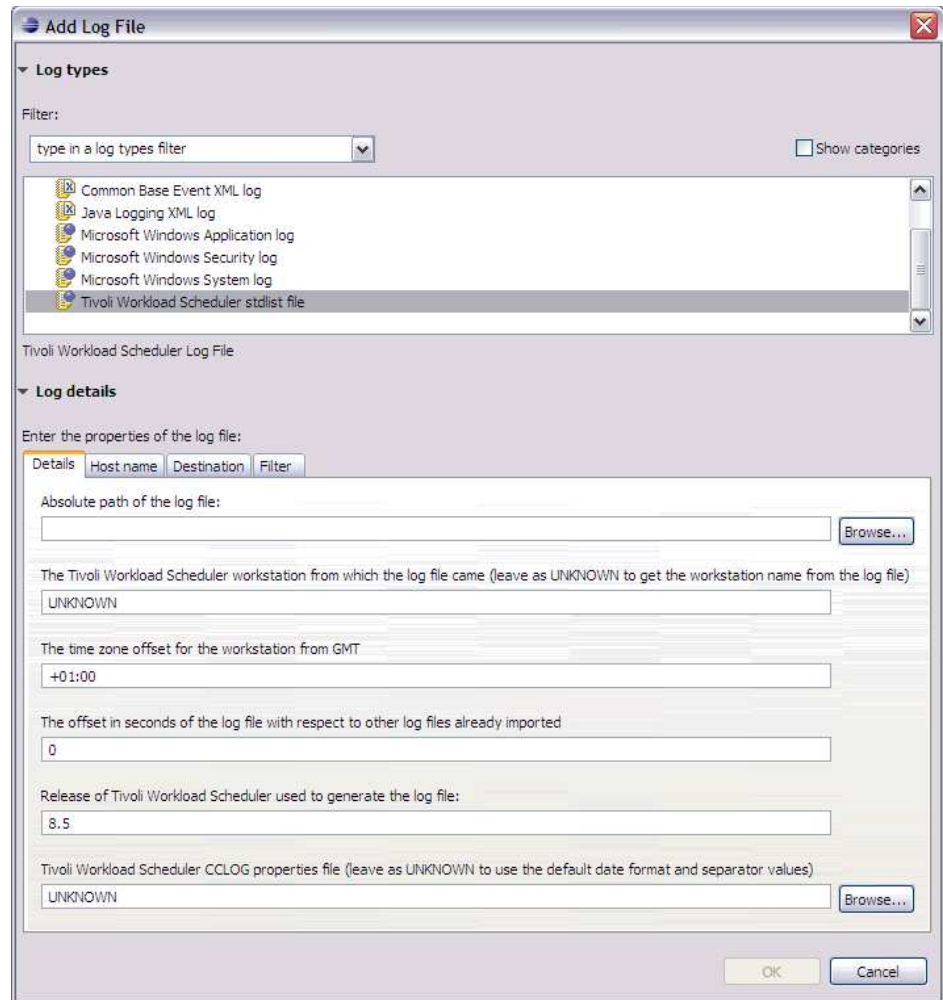 Add Log File
Log types
Filter:
type in a log types filter
Show categories
Common Base Event XML log
Java Logging XML log
Microsoft Windows Application log
Microsoft Windows Security log
Microsoft Windows System log
Tivoli Workload Scheduler stdlist file
Tivoli Workload Scheduler Log File
Log details
Enter the properties of the log file:
Details Host name Destination Filter
Absolute path of the log file:
Browse...
The Tivoli Workload Scheduler workstation from which the log file came (leave as UNKNOWN to get the workstation name from the log file)
UNKNOWN
The time zone offset for the workstation from GMT
+01:00
The offset in seconds of the log file with respect to other log files already imported
0
Release of Tivoli Workload Scheduler used to generate the log file:
8.5
Tivoli Workload Scheduler CCLOG properties file (leave as UNKNOWN to use the default date format and separator values)
UNKNOWN
Browse...
OK Cancel